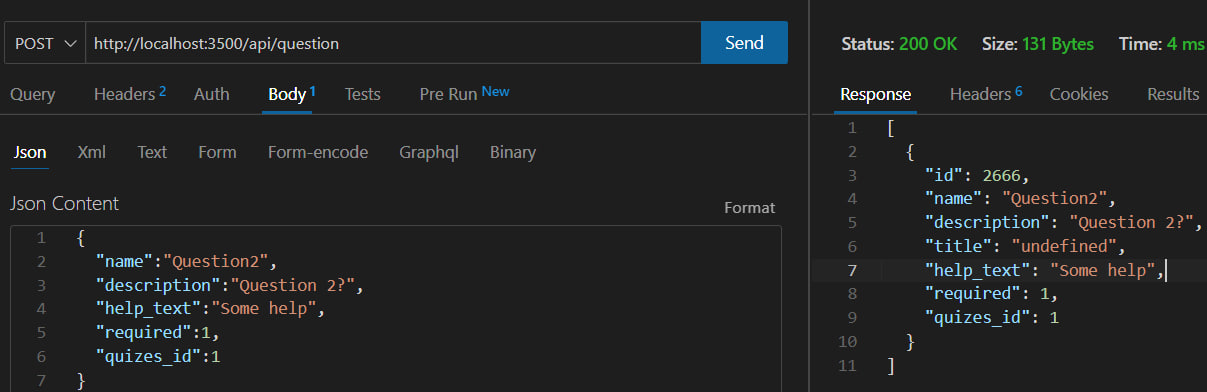 POST http://localhost:3500/api/question Send
Query Headers 2 Auth Body 1 Tests Pre Run New
Json Xml Text Form Form-encode Graphql Binary
Json Content Format
1 {
2 "name":"Question2",
3 "description":"Question 2?",
4 "help_text":"Some help",
5 "required":1,
6 "quizes_id":1
7 }
Status: 200 OK Size: 131 Bytes Time: 4 ms
Response Headers 6 Cookies Results
1 [
2 {
3 "id": 2666,
4 "name": "Question2",
5 "description": "Question 2?",
6 "title": "undefined",
7 "help_text": "Some help",
8 "required": 1,
9 "quizes_id": 1
10 }
11 ]